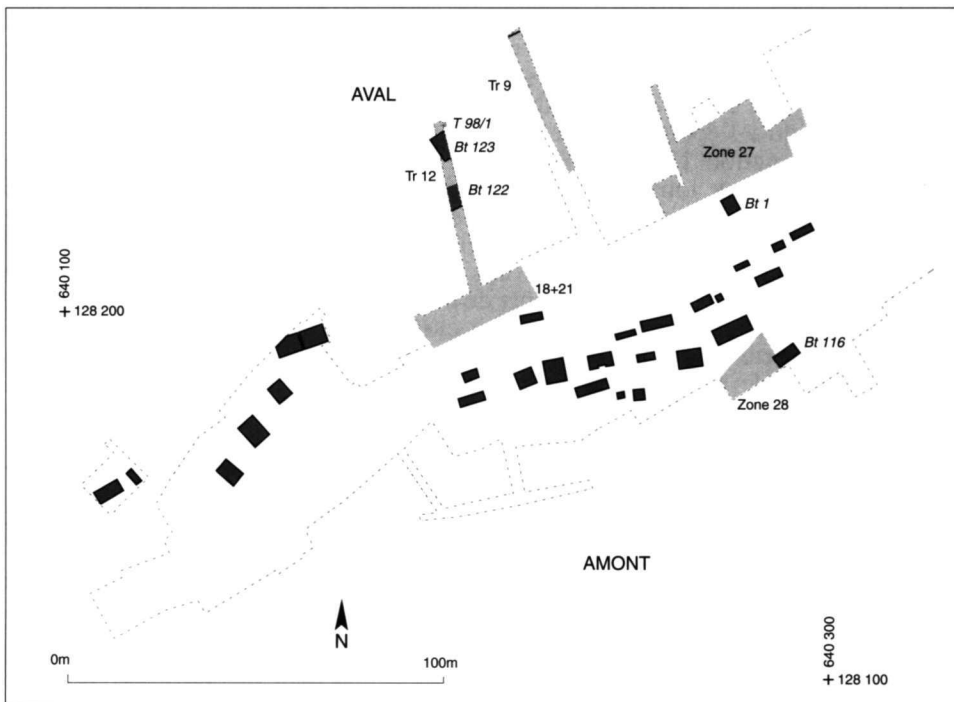 Tr 9
AVAL
T 98/1
Bt 123
Zone 27
Tr 12
Bt 122
Bt 1
640 100
+ 128 200
18+21
Bt 116
Zone 28
AMONT
N
640 300
0m
100m
+ 128 100